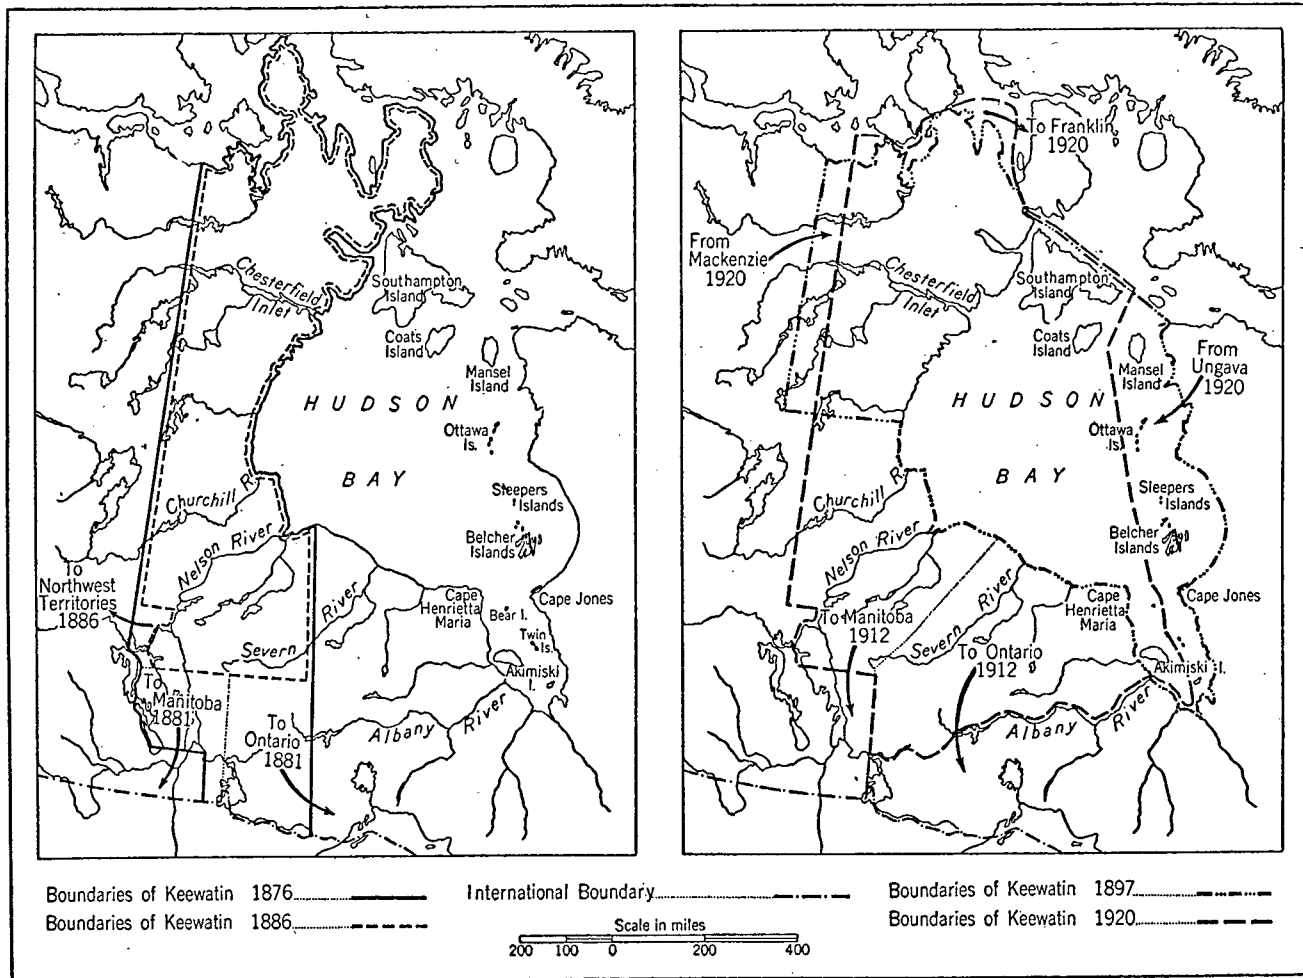 Chesterfield
Inlet
Southampton
Island
Coats
Island
Mansel
Island
HUDSON
BAY
Ottawa
Is.
Sleepers
Islands
Belcher
Islands
Churchill R.
Nelson River
To
Northwest
Territories
1886
Severn River
Cape
Henrietta
Maria
Bear I.
Twin
Is.
Cape Jones
Akimiski
I.
To
Manitoba
1881
To
Ontario
1881
Albany River
To Franklin
1920
From
Mackenzie
1920
Chesterfield
Inlet
Southampton
Island
Coats
Island
Mansel
Island
From
Ungava
1920
HUDSON
BAY
Ottawa
Is.
Sleepers
Islands
Belcher
Islands
Churchill R.
Nelson River
To Manitoba
1912
Severn River
To Ontario
1912
Cape
Henrietta
Maria
Cape Jones
Akimiski I.
Albany River
Boundaries of Keewatin 1876
Boundaries of Keewatin 1886
International Boundary
Scale in miles
200 100 0 200 400
Boundaries of Keewatin 1897
Boundaries of Keewatin 1920